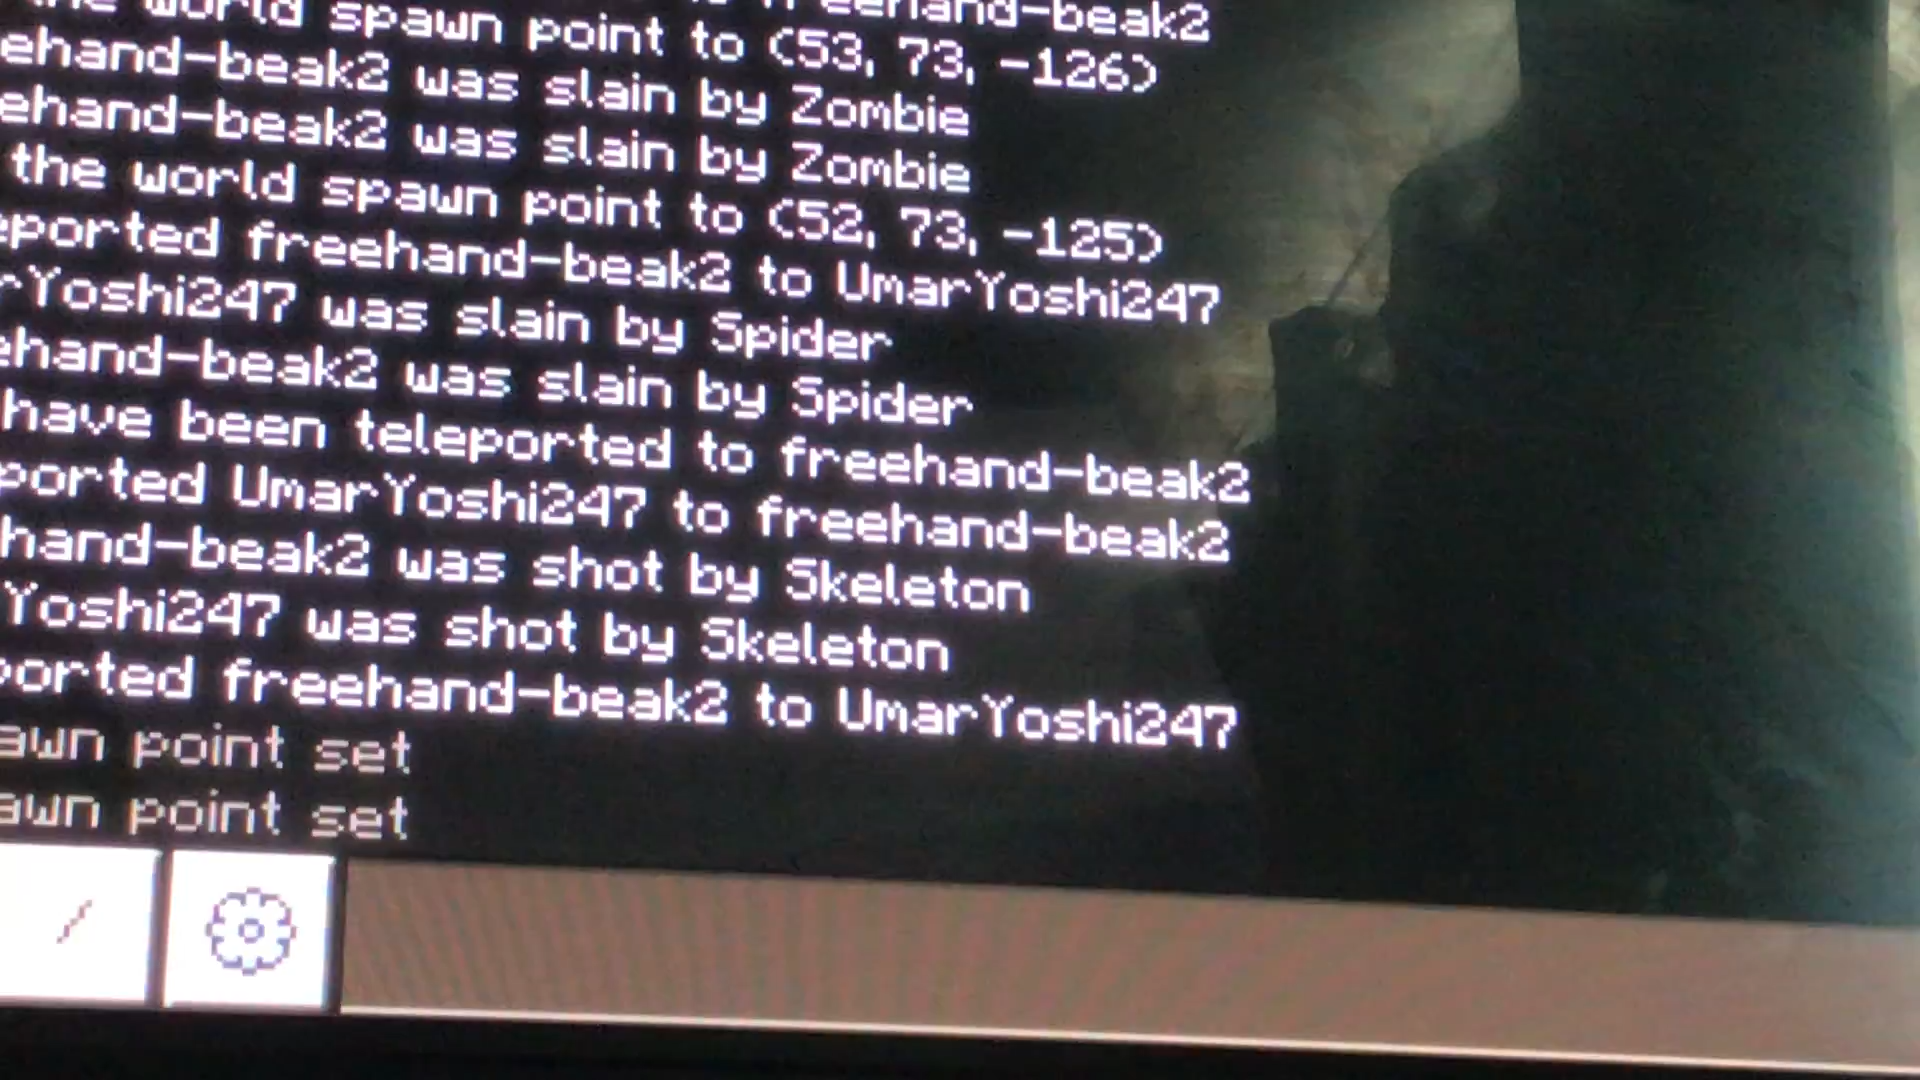 the world spawn point to (53, 73, -126)
ehand-beak2 was slain by Zombie
ehand-beak2 was slain by Zombie
the world spawn point to (52, 73, -125)
eported freehand-beak2 to UmarYoshi247
rYoshi247 was slain by Spider
ehand-beak2 was slain by Spider
have been teleported to freehand-beak2
ported UmarYoshi247 to freehand-beak2
hand-beak2 was shot by Skeleton
Yoshi247 was shot by Skeleton
ported freehand-beak2 to UmarYoshi247
awn point set
awn point set
/